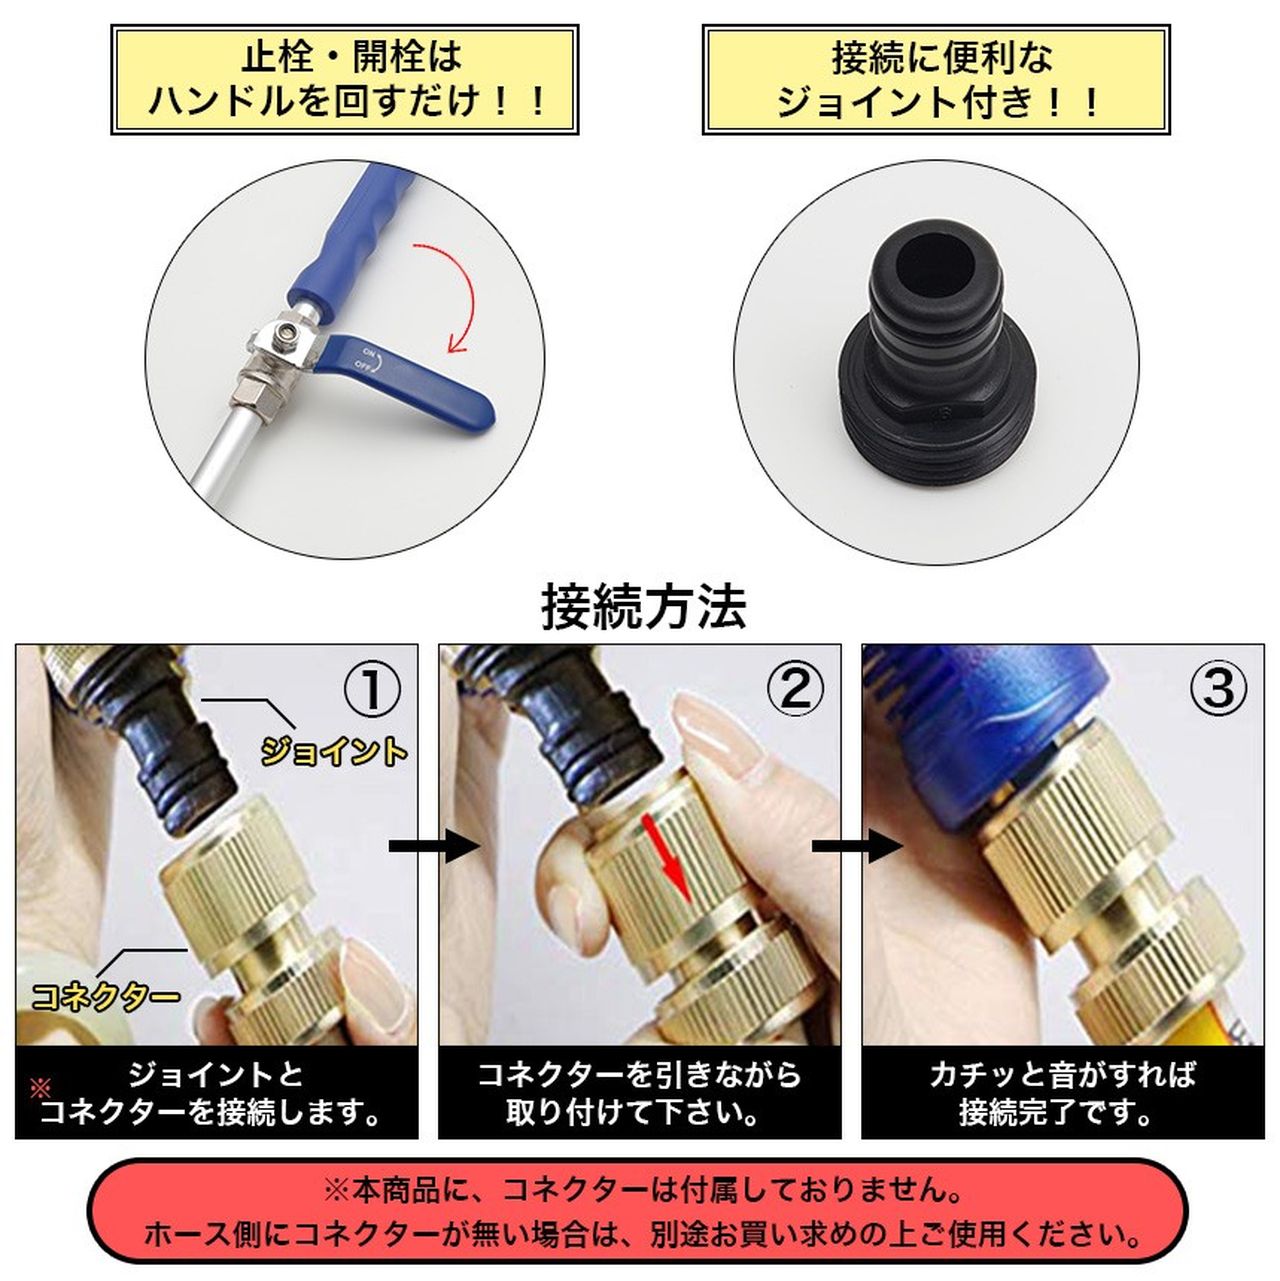 止栓・開栓は
ハンドルを回すだけ！！
接続に便利な
ジョイント付き！！
ON
OFF
接続方法
①
ジョイント
コネクター
ジョイントと
※コネクターを接続します。
②
コネクターを引きながら
取り付けて下さい。
③
カチッと音がすれば
接続完了です。
※本商品に、コネクターは付属しておりません。
ホース側にコネクターが無い場合は、別途お買い求めの上ご使用ください。